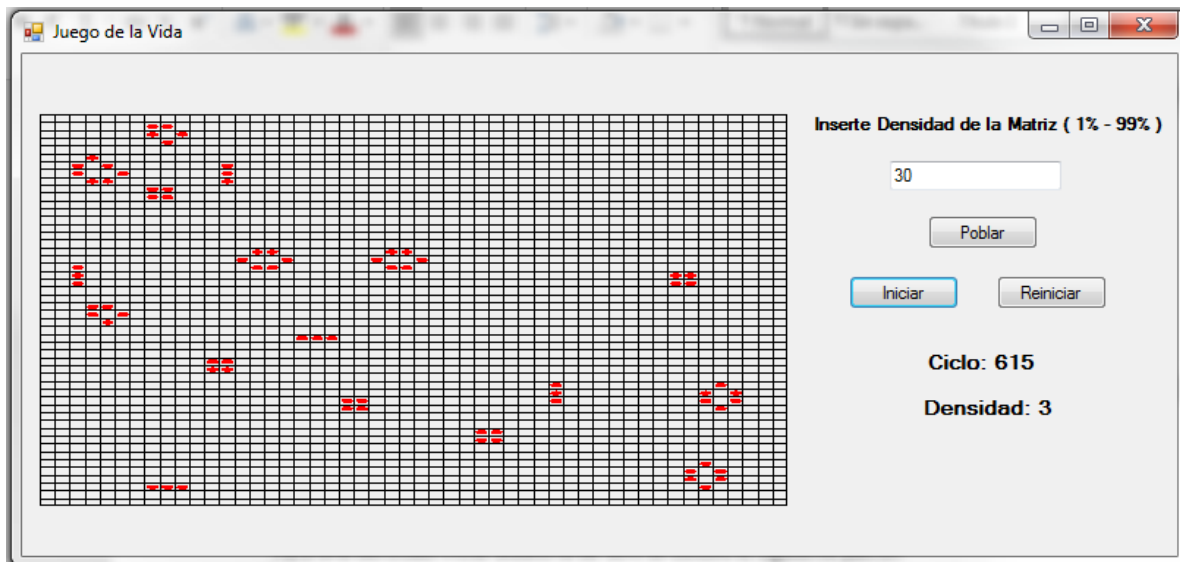 Juego de la Vida
Inserte Densidad de la Matriz ( 1% - 99% )
30
Poblar
Iniciar
Reiniciar
Ciclo: 615
Densidad: 3